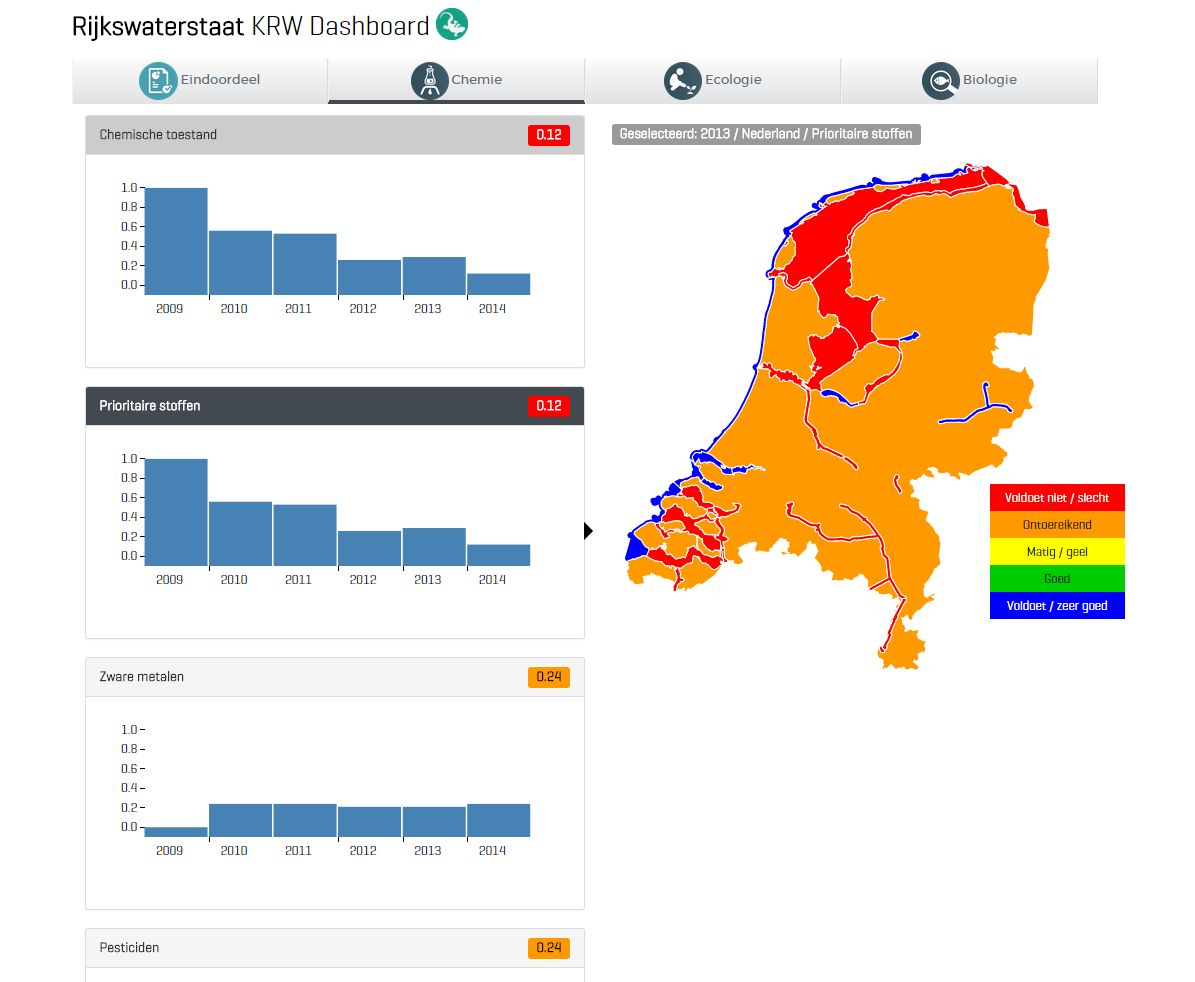 Rijkswaterstaat KRW Dashboard
Eindoordeel
Chemie
Ecologie
Biologie
Chemische toestand
0.12
1.0
0.8
0.6
0.4
0.2
0.0
2009 2010 2011 2012 2013 2014
Prioritaire stoffen
0.12
1.0
0.8
0.6
0.4
0.2
0.0
2009 2010 2011 2012 2013 2014
Zware metalen
0.24
1.0
0.8
0.6
0.4
0.2
0.0
2009 2010 2011 2012 2013 2014
Pesticiden
0.24
Geselecteerd: 2013 / Nederland / Prioritaire stoffen
Voldoet niet / slecht
Ontoereikend
Matig / geel
Goed
Voldoet / zeer goed